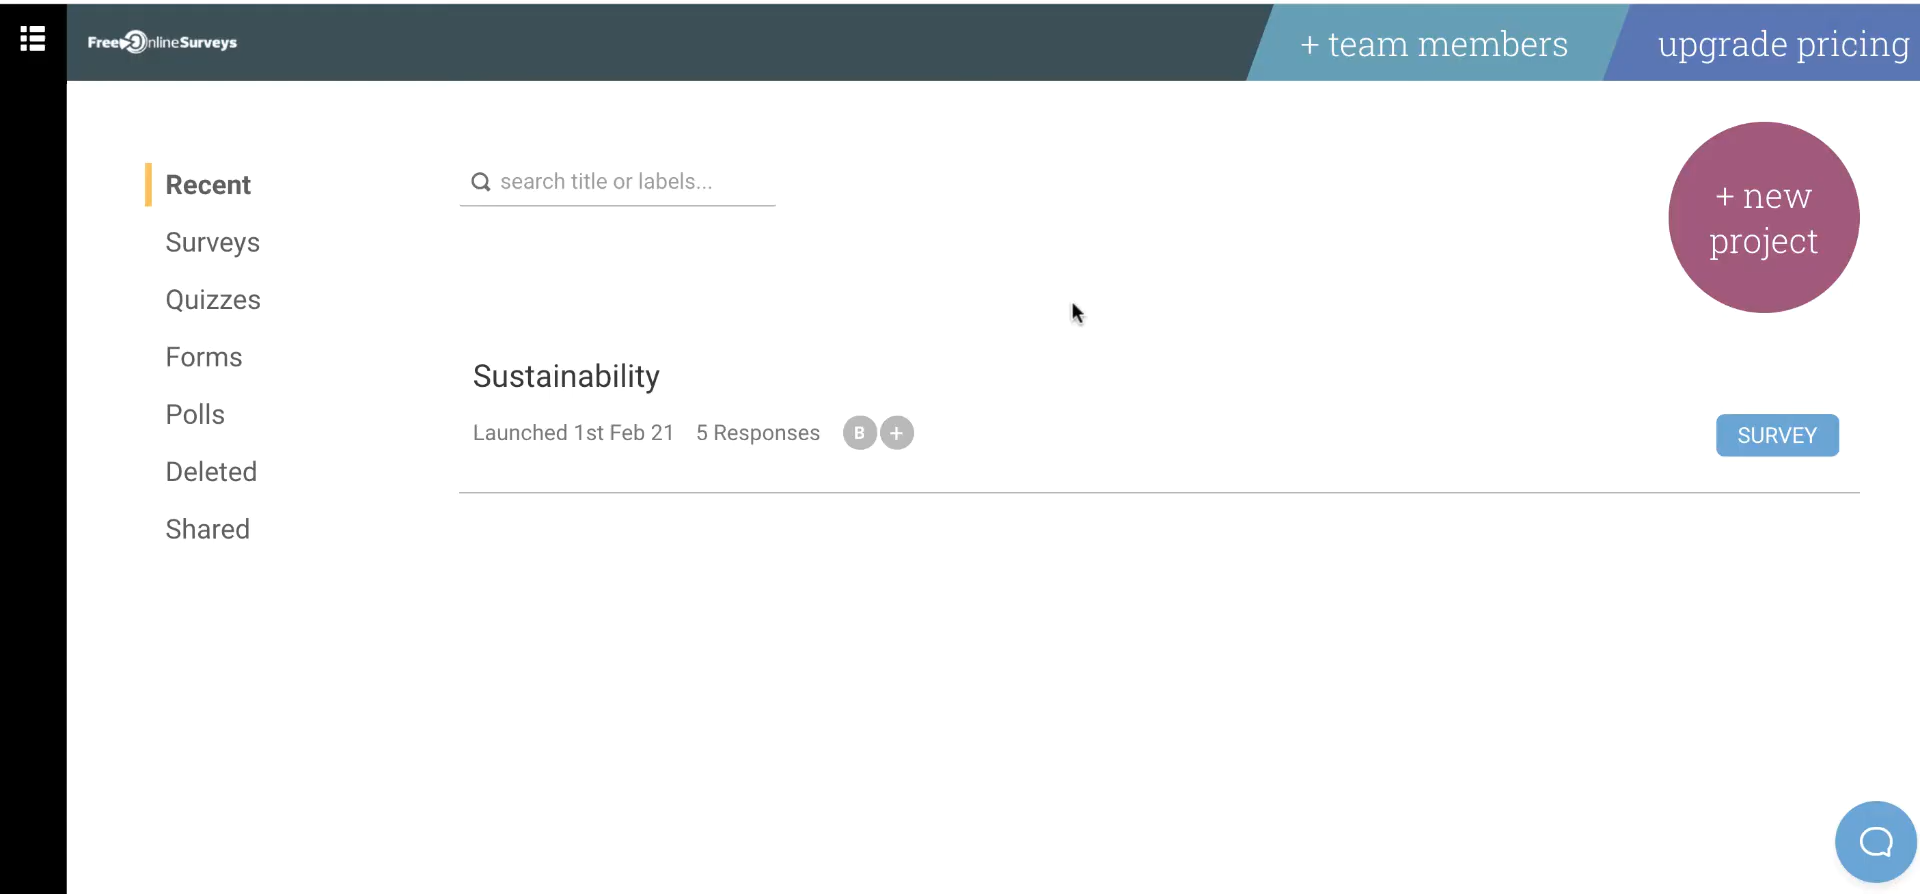 FreeOnlineSurveys
+ team members
upgrade pricing
Recent
Surveys
Quizzes
Forms
Polls
Deleted
Shared
search title or labels...
+ new
project
Sustainability
Launched 1st Feb 21 5 Responses B +
SURVEY